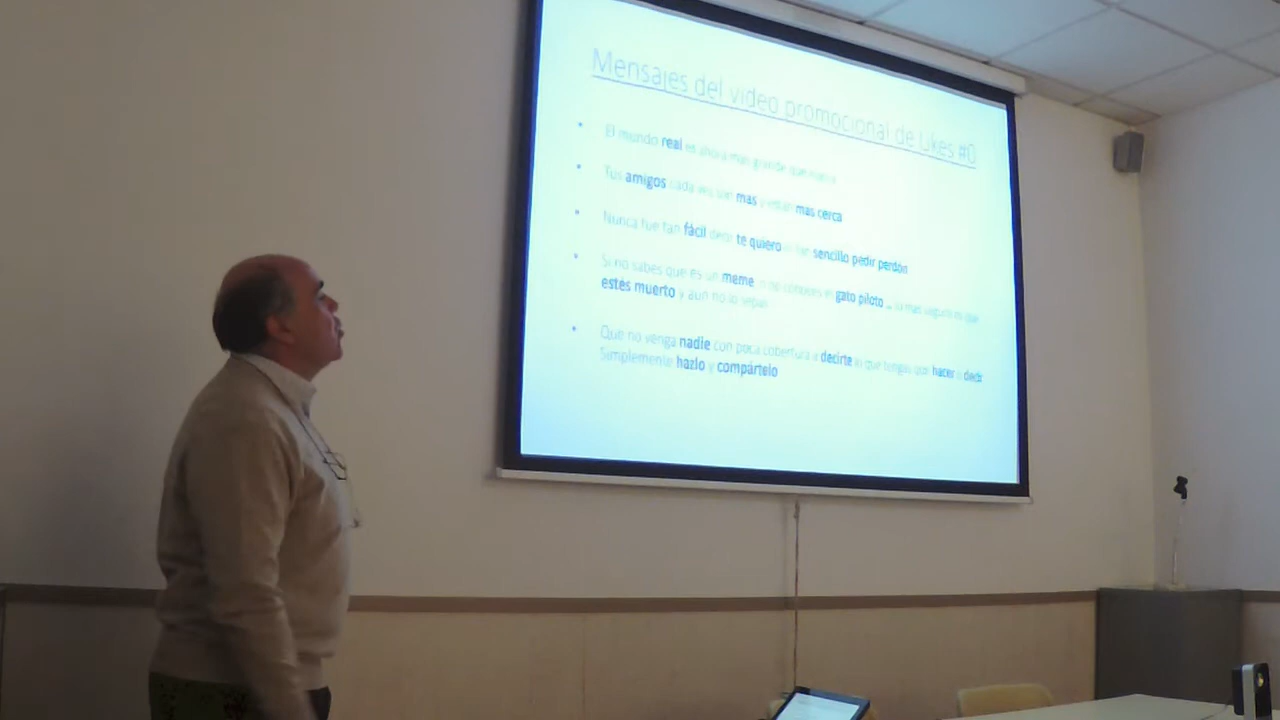 Mensajes del video promocional de Likes #0
El mundo real es ahora mas grande que nunca
Tus amigos cada vez son mas y están mas cerca
Nunca fue tan fácil decir te quiero ni tan sencillo pedir perdón
Si no sabes que es un meme o no conoces el gato piloto ... lo mas seguro es que
estés muerto y aun no lo sepas
Que no venga nadie con poca cobertura a decirte lo que tengas que hacer o decir
Simplemente hazlo y compártelo